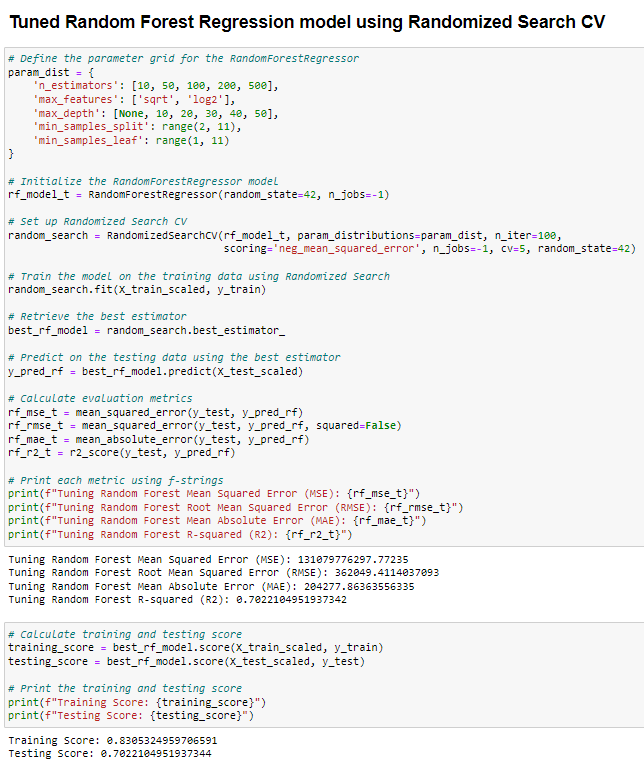 Tuned Random Forest Regression model using Randomized Search CV
# Define the parameter grid for the RandomForestRegressor
param_dist = {
    'n_estimators': [10, 50, 100, 200, 500],
    'max_features': ['sqrt', 'log2'],
    'max_depth': [None, 10, 20, 30, 40, 50],
    'min_samples_split': range(2, 11),
    'min_samples_leaf': range(1, 11)
}
# Initialize the RandomForestRegressor model
rf_model_t = RandomForestRegressor(random_state=42, n_jobs=-1)
# Set up Randomized Search CV
random_search = RandomizedSearchCV(rf_model_t, param_distributions=param_dist, n_iter=100,
                                   scoring='neg_mean_squared_error', n_jobs=-1, cv=5, random_state=42)
# Train the model on the training data using Randomized Search
random_search.fit(X_train_scaled, y_train)
# Retrieve the best estimator
best_rf_model = random_search.best_estimator_
# Predict on the testing data using the best estimator
y_pred_rf = best_rf_model.predict(X_test_scaled)
# Calculate evaluation metrics
rf_mse_t = mean_squared_error(y_test, y_pred_rf)
rf_rmse_t = mean_squared_error(y_test, y_pred_rf, squared=False)
rf_mae_t = mean_absolute_error(y_test, y_pred_rf)
rf_r2_t = r2_score(y_test, y_pred_rf)
# Print each metric using f-strings
print(f"Tuning Random Forest Mean Squared Error (MSE): {rf_mse_t}")
print(f"Tuning Random Forest Root Mean Squared Error (RMSE): {rf_rmse_t}")
print(f"Tuning Random Forest Mean Absolute Error (MAE): {rf_mae_t}")
print(f"Tuning Random Forest R-squared (R2): {rf_r2_t}")
Tuning Random Forest Mean Squared Error (MSE): 131079776297.77235
Tuning Random Forest Root Mean Squared Error (RMSE): 362049.4114037093
Tuning Random Forest Mean Absolute Error (MAE): 204277.86363556335
Tuning Random Forest R-squared (R2): 0.7022104951937342
# Calculate training and testing score
training_score = best_rf_model.score(X_train_scaled, y_train)
testing_score = best_rf_model.score(X_test_scaled, y_test)
# Print the training and testing score
print(f"Training Score: {training_score}")
print(f"Testing Score: {testing_score}")
Training Score: 0.8305324959706591
Testing Score: 0.7022104951937344